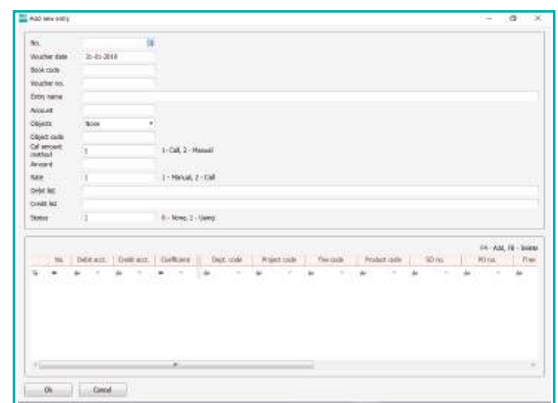 Add new entry
No.
Voucher date 31-01-2019
Book code
Voucher no.
Entry name
Account
Objects None
Object code
Cal amount method 1 1 - Call, 2 - Manual
Amount
Rate 1 1 - Manual, 2 - Call
Debit list
Credit list
Status 1 0 - None, 1 - Using
F4 - Add, F8 - Delete
No. Debit acct. Credit acct. Coefficient Dept. code Project code Fee code Product code SO no. PO no. Free
Ok Cancel